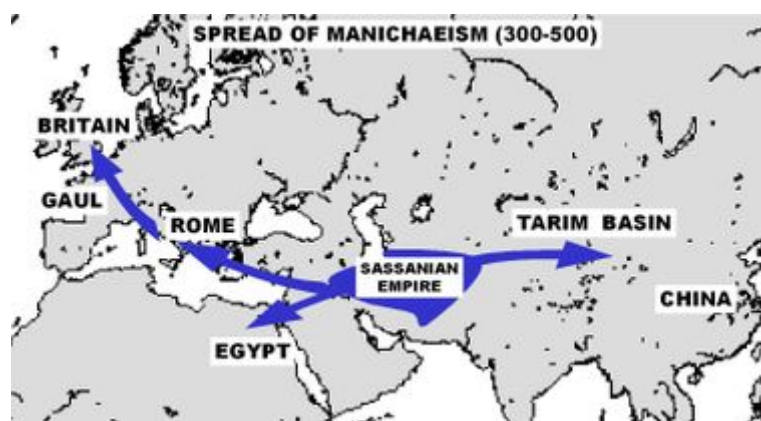 SPREAD OF MANICHAEISM (300-500)
BRITAIN
GAUL
ROME
TARIM BASIN
SASSANIAN
EMPIRE
CHINA
EGYPT